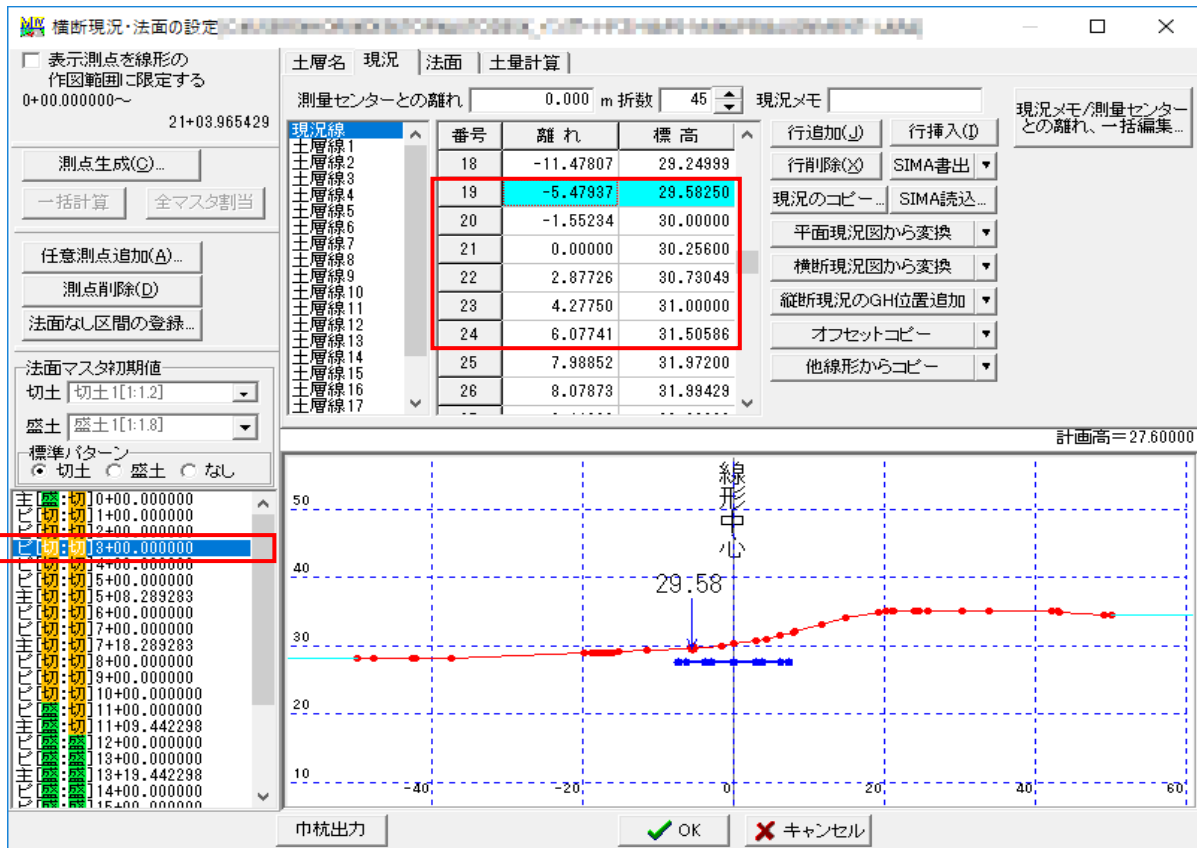 横断現況・法面の設定
表示測点を線形の
作図範囲に限定する
0+00.000000～
21+03.965429
測点生成(C)...
一括計算 全マスタ割当
任意測点追加(A)...
測点削除(D)
法面なし区間の登録...
法面マスタ初期値
切土 切土1[1:1.2]
盛土 盛土1[1:1.8]
標準パターン
切土 盛土 なし
主[盛:切]0+00.000000
ピ[切:切]1+00.000000
ピ[切:切]2+00.000000
ピ[切:切]3+00.000000
ピ[切:切]4+00.000000
ピ[切:切]5+00.000000
主[切:切]5+08.289283
ピ[切:切]6+00.000000
ピ[切:切]7+00.000000
主[切:切]7+18.289283
ピ[切:切]8+00.000000
ピ[切:切]9+00.000000
ピ[切:切]10+00.000000
ピ[盛:切]11+00.000000
主[盛:切]11+09.442298
ピ[盛:盛]12+00.000000
ピ[盛:盛]13+00.000000
主[盛:盛]13+19.442298
ピ[盛:盛]14+00.000000
ピ[盛:盛]15+00.000000
土層名 現況 法面 土量計算
測量センターとの離れ 0.000 m 折数 45 現況メモ
現況メモ/測量センター
との離れ、一括編集...
現況線
土層線1
土層線2
土層線3
土層線4
土層線5
土層線6
土層線7
土層線8
土層線9
土層線10
土層線11
土層線12
土層線13
土層線14
土層線15
土層線16
土層線17
番号 離れ 標高
18 -11.47807 29.24999
19 -5.47937 29.58250
20 -1.55234 30.00000
21 0.00000 30.25600
22 2.87726 30.73049
23 4.27750 31.00000
24 6.07741 31.50586
25 7.98852 31.97200
26 8.07873 31.99429
行追加(J) 行挿入(I)
行削除(X) SIMA書出
現況のコピー... SIMA読込...
平面現況図から変換
横断現況図から変換
縦断現況のGH位置追加
オフセットコピー
他線形からコピー
計画高＝27.60000
線形中心
50
40
29.58
30
20
10
-40 -20 0 20 40 60
巾杭出力 OK キャンセル